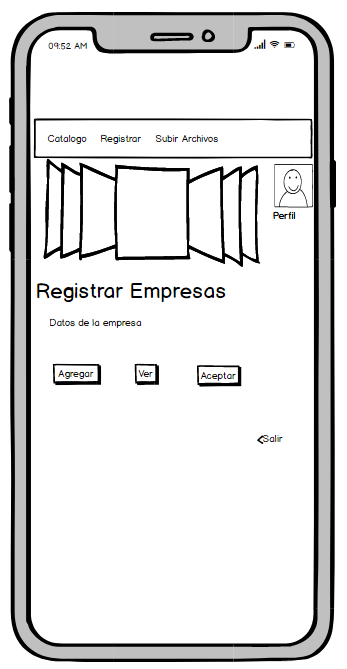 09:52 AM
Catalogo Registrar Subir Archivos
Perfil
Registrar Empresas
Datos de la empresa
Agregar Ver Aceptar
Salir